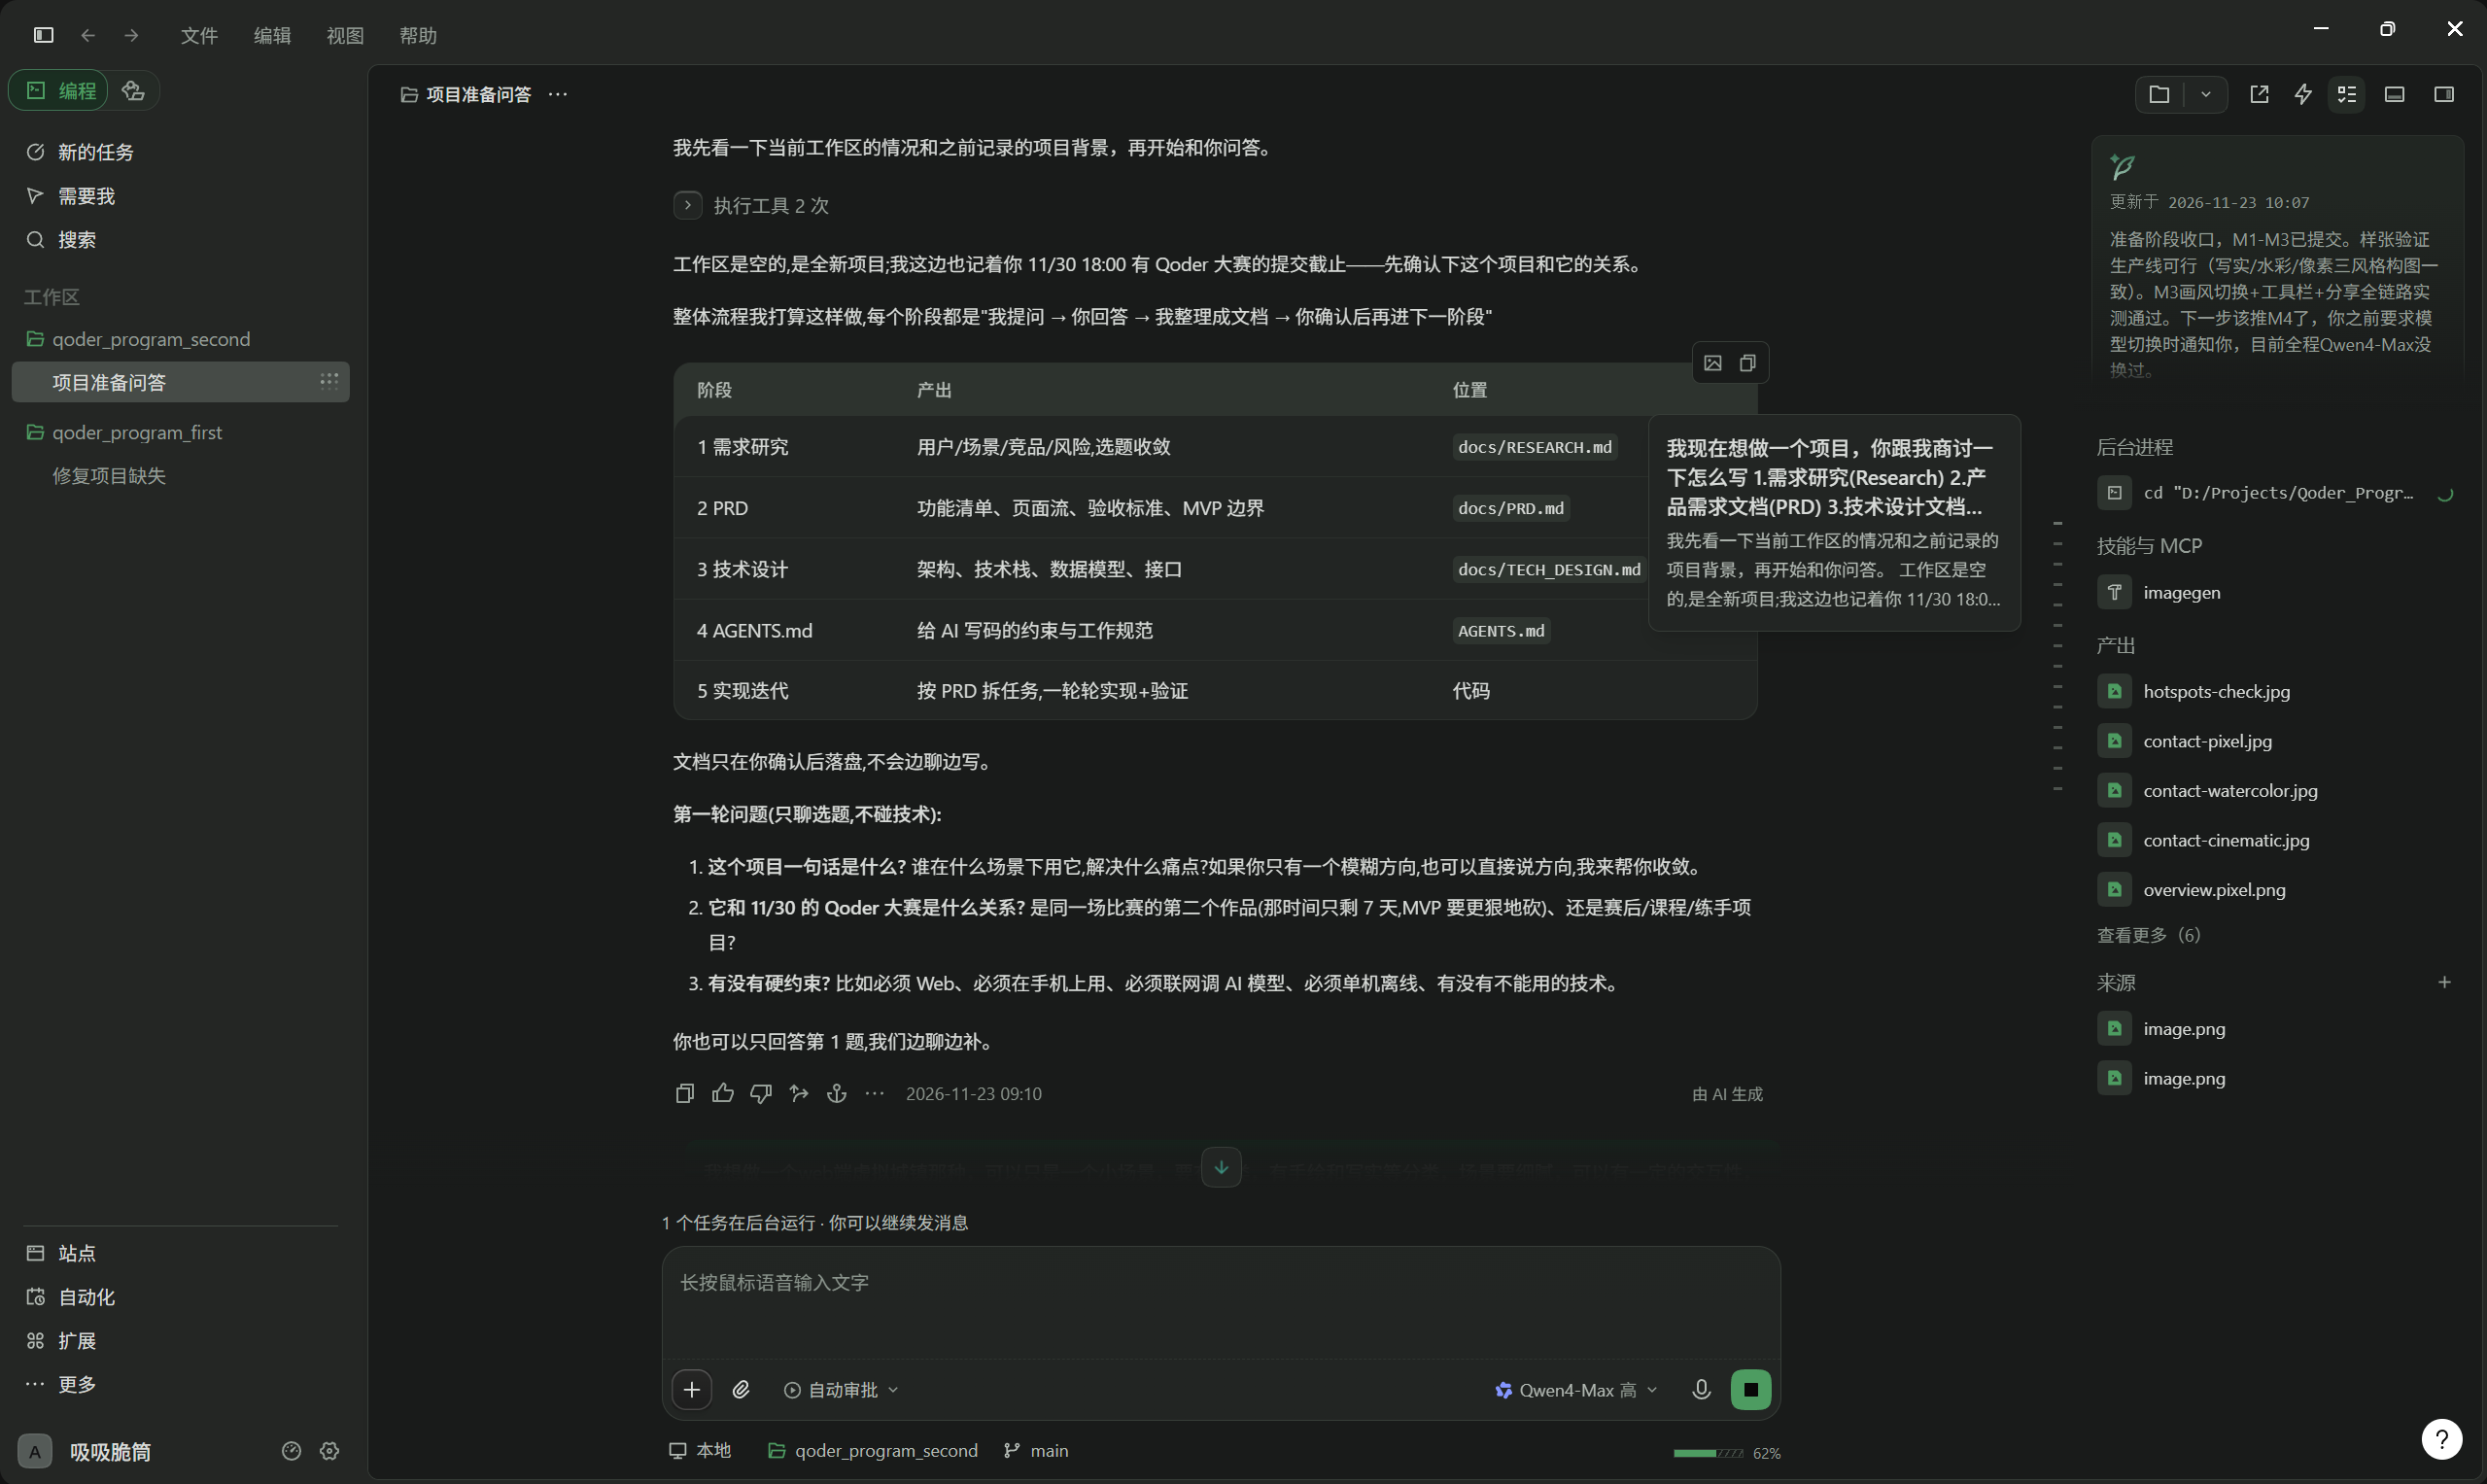 文件 编辑 视图 帮助
编程
新的任务
需要我
搜索
工作区
qoder_program_second
项目准备问答
qoder_program_first
修复项目缺失
站点
自动化
扩展
更多
A 吸吸脆筒
项目准备问答 ···
我先看一下当前工作区的情况和之前记录的项目背景，再开始和你问答。
执行工具 2 次
工作区是空的,是全新项目;我这边也记着你 11/30 18:00 有 Qoder 大赛的提交截止——先确认下这个项目和它的关系。
整体流程我打算这样做,每个阶段都是"我提问 → 你回答 → 我整理成文档 → 你确认后再进下一阶段"
阶段 产出 位置
1 需求研究 用户/场景/竞品/风险,选题收敛 docs/RESEARCH.md
2 PRD 功能清单、页面流、验收标准、MVP 边界 docs/PRD.md
3 技术设计 架构、技术栈、数据模型、接口 docs/TECH_DESIGN.md
4 AGENTS.md 给 AI 写码的约束与工作规范 AGENTS.md
5 实现迭代 按 PRD 拆任务,一轮轮实现+验证 代码
我现在想做一个项目，你跟我商讨一
下怎么写 1.需求研究(Research) 2.产
品需求文档(PRD) 3.技术设计文档...
我先看一下当前工作区的情况和之前记录的
项目背景，再开始和你问答。 工作区是空
的,是全新项目;我这边也记着你 11/30 18:0...
文档只在你确认后落盘,不会边聊边写。
第一轮问题(只聊选题,不碰技术):
1. 这个项目一句话是什么? 谁在什么场景下用它,解决什么痛点?如果你只有一个模糊方向,也可以直接说方向,我来帮你收敛。
2. 它和 11/30 的 Qoder 大赛是什么关系? 是同一场比赛的第二个作品(那时间只剩 7 天,MVP 要更狠地砍)、还是赛后/课程/练手项
目?
3. 有没有硬约束? 比如必须 Web、必须在手机上用、必须联网调 AI 模型、必须单机离线、有没有不能用的技术。
你也可以只回答第 1 题,我们边聊边补。
2026-11-23 09:10 由 AI 生成
1 个任务在后台运行 · 你可以继续发消息
长按鼠标语音输入文字
自动审批 Qwen4-Max 高
本地 qoder_program_second main 62%
更新于 2026-11-23 10:07
准备阶段收口，M1-M3已提交。样张验证
生产线可行（写实/水彩/像素三风格构图一
致）。M3画风切换+工具栏+分享全链路实
测通过。下一步该推M4了，你之前要求模
型切换时通知你，目前全程Qwen4-Max没
换过。
后台进程
cd "D:/Projects/Qoder_Progr…
技能与 MCP
imagegen
产出
hotspots-check.jpg
contact-pixel.jpg
contact-watercolor.jpg
contact-cinematic.jpg
overview.pixel.png
查看更多（6）
来源 +
image.png
image.png
?